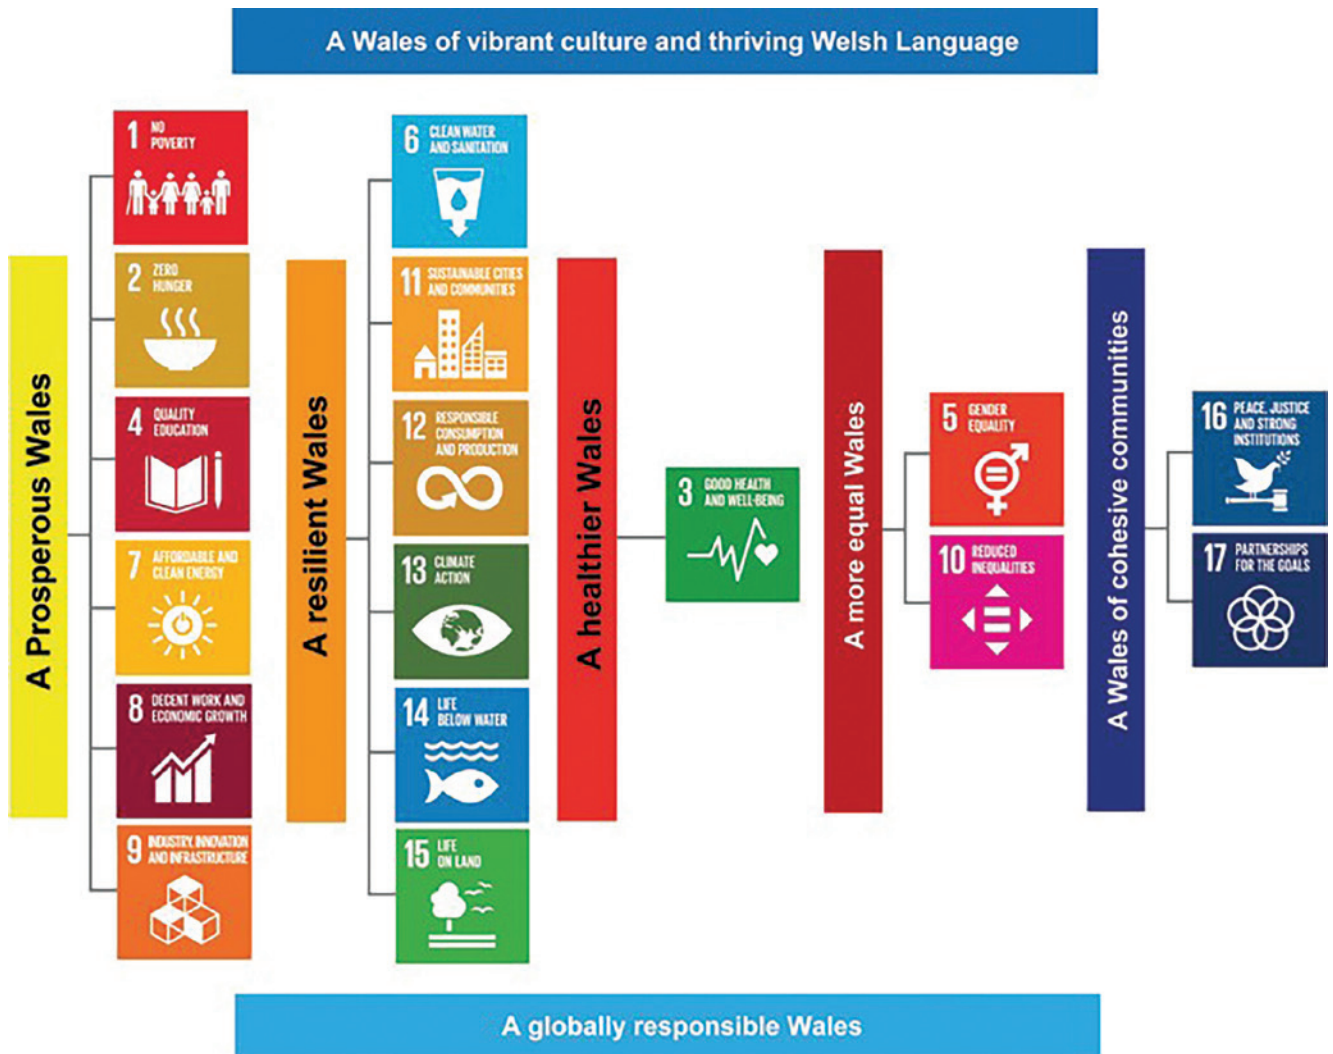 A Wales of vibrant culture and thriving Welsh Language
A Prosperous Wales
1 NO
POVERTY
2 ZERO
HUNGER
4 QUALITY
EDUCATION
7 AFFORDABLE AND
CLEAN ENERGY
8 DECENT WORK AND
ECONOMIC GROWTH
9 INDUSTRY, INNOVATION
AND INFRASTRUCTURE
A resilient Wales
6 CLEAN WATER
AND SANITATION
11 SUSTAINABLE CITIES
AND COMMUNITIES
12 RESPONSIBLE
CONSUMPTION
AND PRODUCTION
13 CLIMATE
ACTION
14 LIFE
BELOW WATER
15 LIFE
ON LAND
A healthier Wales
3 GOOD HEALTH
AND WELL-BEING
A more equal Wales
5 GENDER
EQUALITY
10 REDUCED
INEQUALITIES
A Wales of cohesive communities
16 PEACE, JUSTICE
AND STRONG
INSTITUTIONS
17 PARTNERSHIPS
FOR THE GOALS
A globally responsible Wales